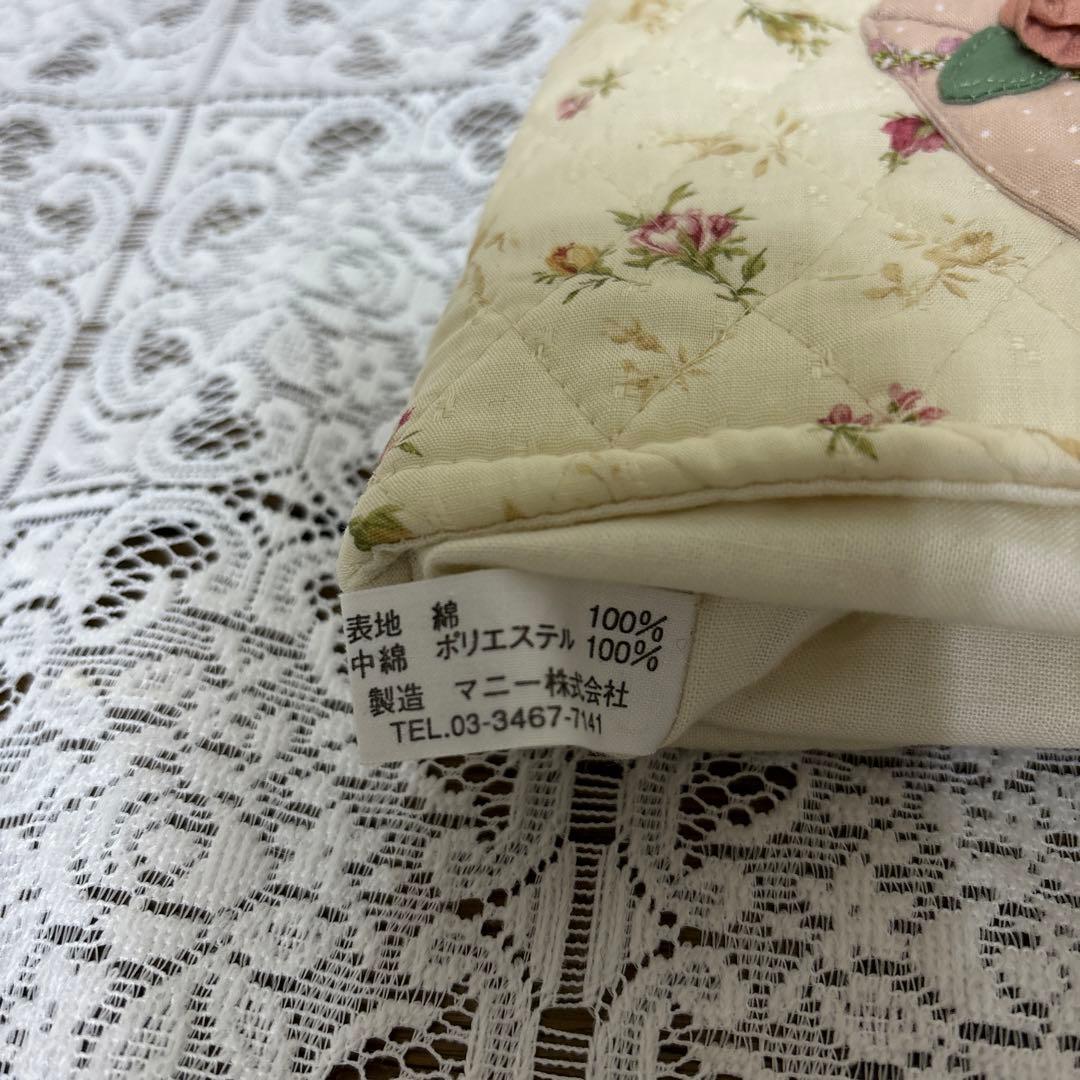 表地 綿 100%
中綿 ポリエステル 100%
製造 マニー株式会社
TEL.03-3467-7141